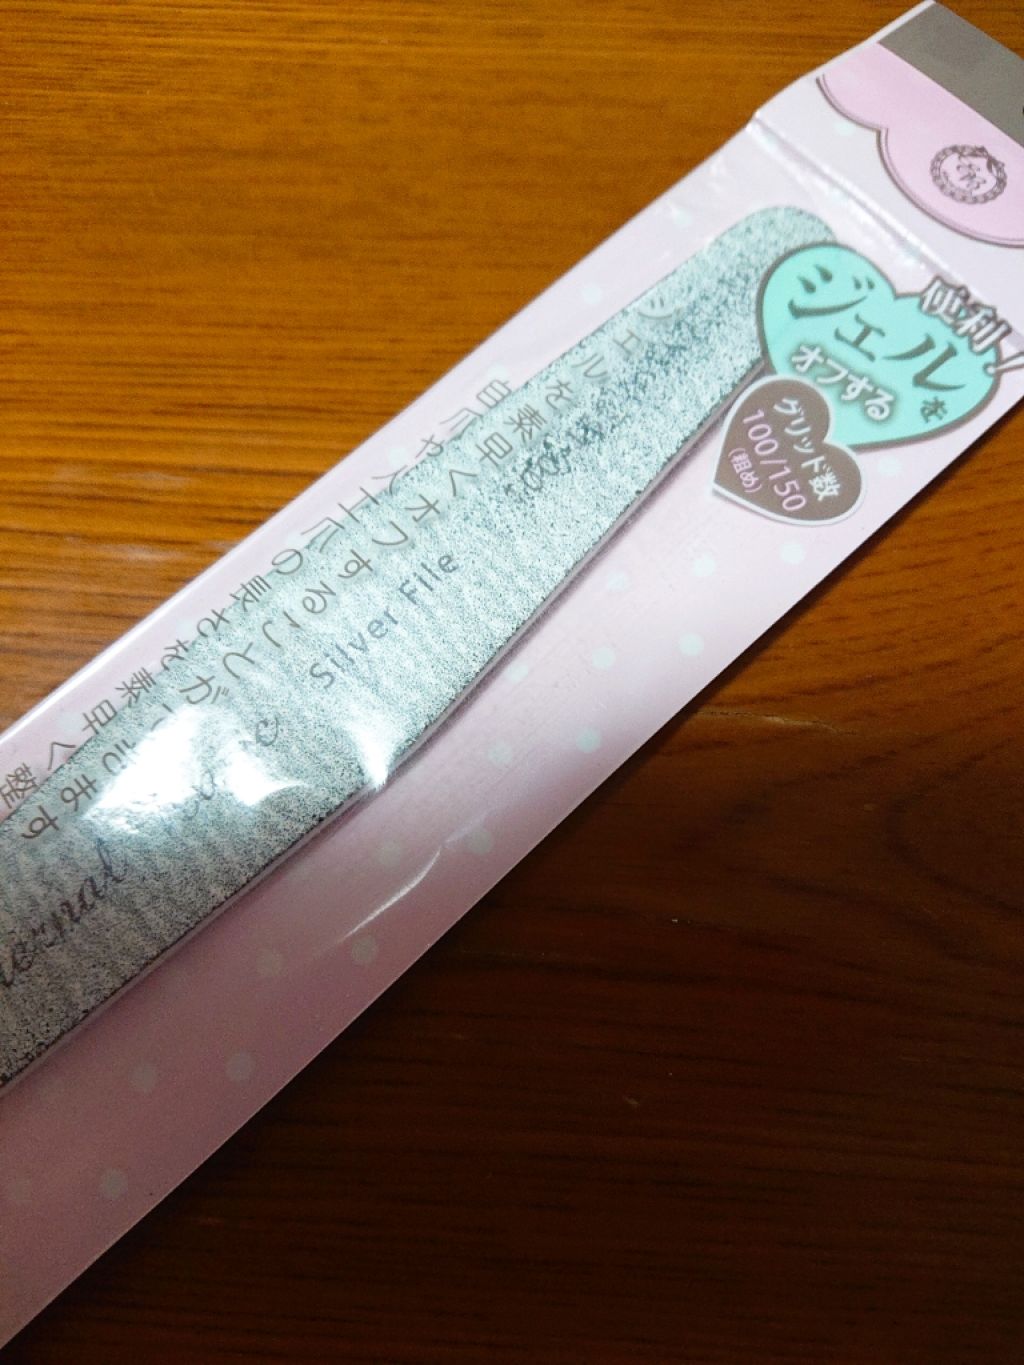 便利!
ジェルを
オフする
グリッド数
100/150
(粗め)
ジェルを素早くオフすることができます
自爪や人工爪の長さを素早く整
Silver File